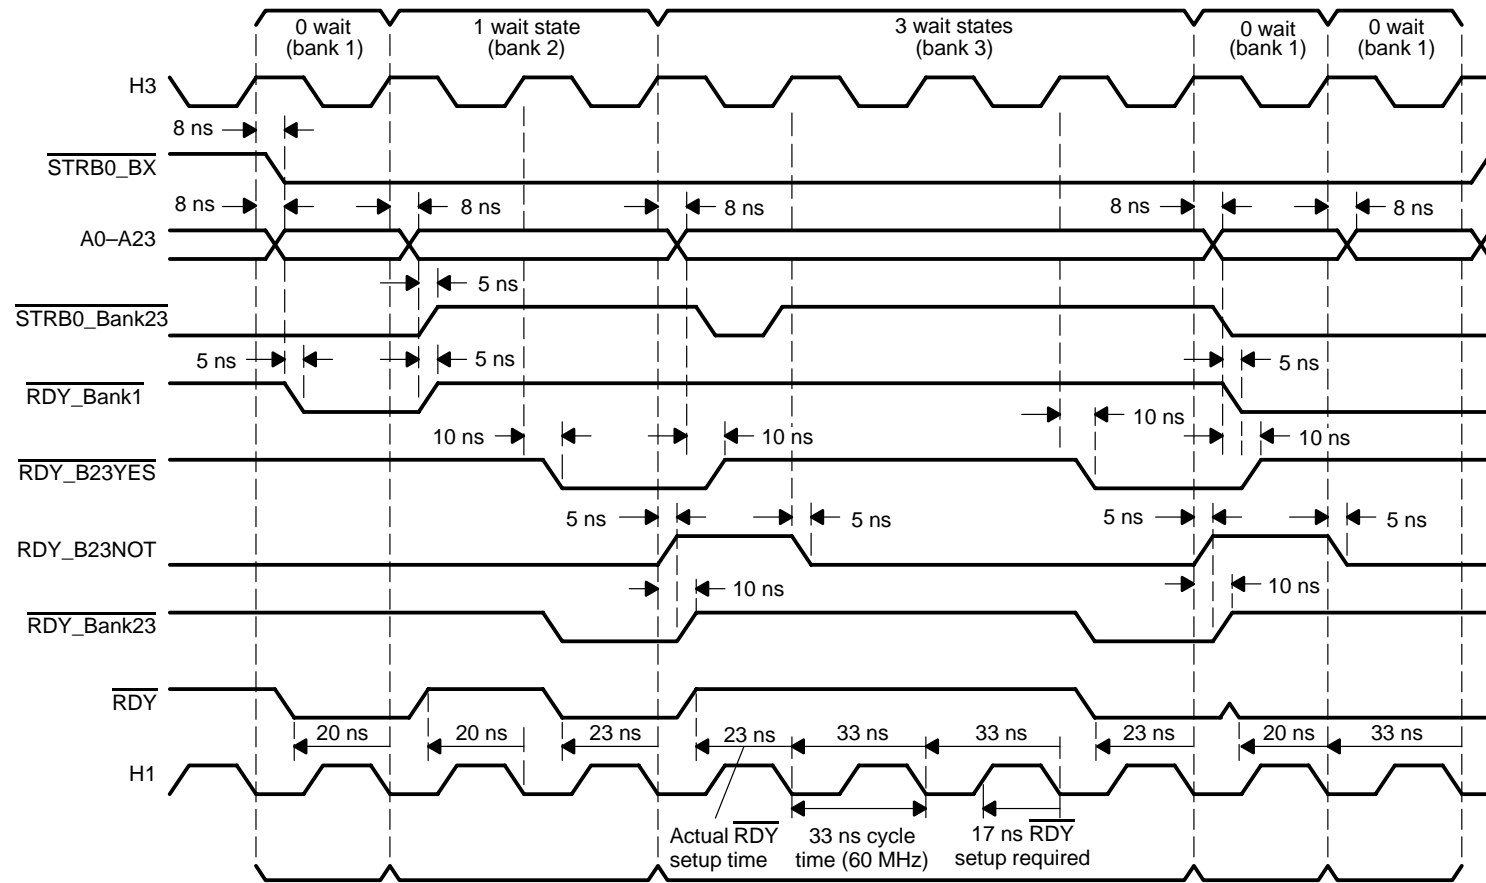 0 wait
(bank 1)
1 wait state
(bank 2)
3 wait states
(bank 3)
0 wait
(bank 1)
0 wait
(bank 1)
H3
8 ns
STRB0_BX
8 ns
8 ns
8 ns
8 ns
8 ns
A0–A23
5 ns
STRB0_Bank23
5 ns
5 ns
5 ns
RDY_Bank1
10 ns
10 ns
10 ns
10 ns
RDY_B23YES
5 ns
5 ns
5 ns
5 ns
RDY_B23NOT
10 ns
10 ns
RDY_Bank23
RDY
20 ns
20 ns
23 ns
23 ns
33 ns
33 ns
23 ns
20 ns
33 ns
H1
Actual RDY
setup time
33 ns cycle
time (60 MHz)
17 ns RDY
setup required